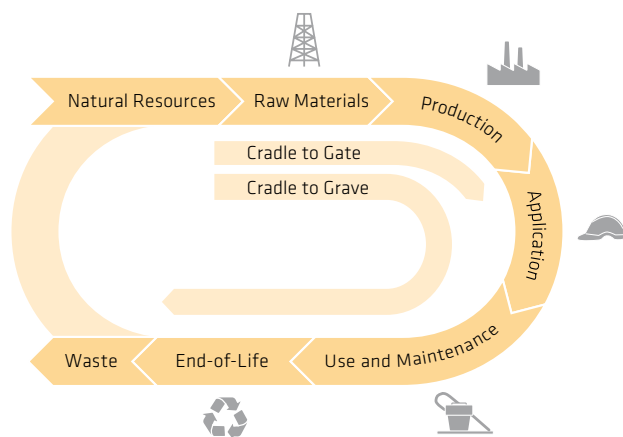 Natural Resources
Raw Materials
Production
Cradle to Gate
Cradle to Grave
Application
Use and Maintenance
End-of-Life
Waste